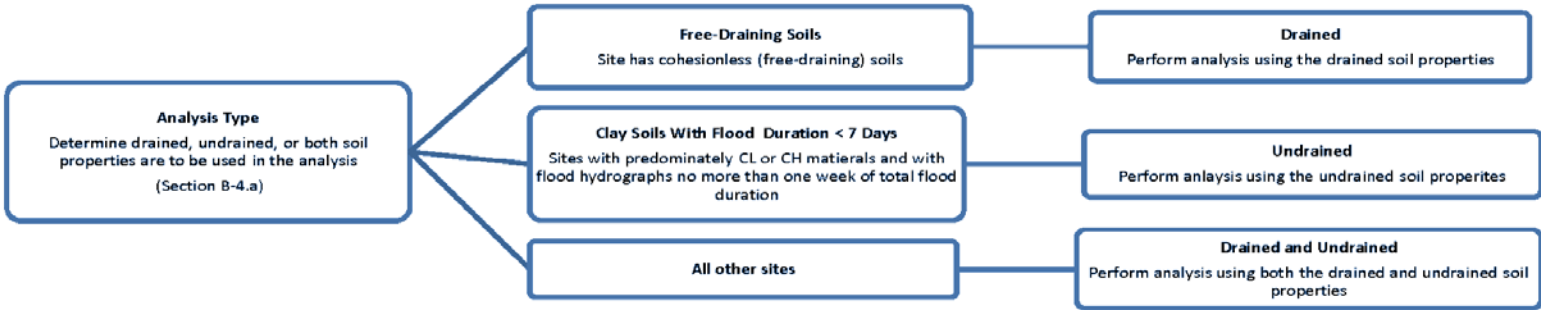 Analysis Type
Determine drained, undrained, or both soil
properties are to be used in the analysis
(Section B-4.a)
Free-Draining Soils
Site has cohesionless (free-draining) soils
Drained
Perform analysis using the drained soil properties
Clay Soils With Flood Duration < 7 Days
Sites with predominately CL or CH matierals and with
flood hydrographs no more than one week of total flood
duration
Undrained
Perform anlaysis using the undrained soil properites
All other sites
Drained and Undrained
Perform analysis using both the drained and undrained soil
properties